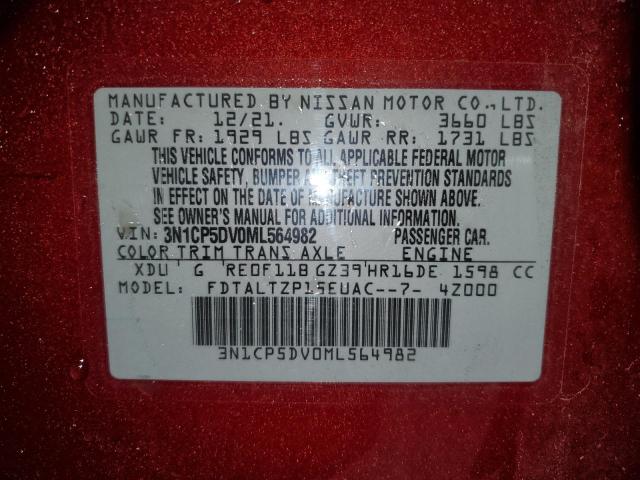 MANUFACTURED BY NISSAN MOTOR CO.,LTD.
DATE: 12/21. GVWR: 3660 LBS
GAWR FR: 1929 LBS GAWR RR: 1731 LBS
THIS VEHICLE CONFORMS TO ALL APPLICABLE FEDERAL MOTOR
VEHICLE SAFETY, BUMPER AND THEFT PREVENTION STANDARDS
IN EFFECT ON THE DATE OF MANUFACTURE SHOWN ABOVE.
SEE OWNER'S MANUAL FOR ADDITIONAL INFORMATION.
VIN: 3N1CP5DV0ML564982 PASSENGER CAR.
COLOR TRIM TRANS AXLE ENGINE
XDU G RE0F11B GZ39 HR16DE 1598 CC
MODEL: FDTALTZP15EUAC--7- 4Z000
3N1CP5DV0ML564982